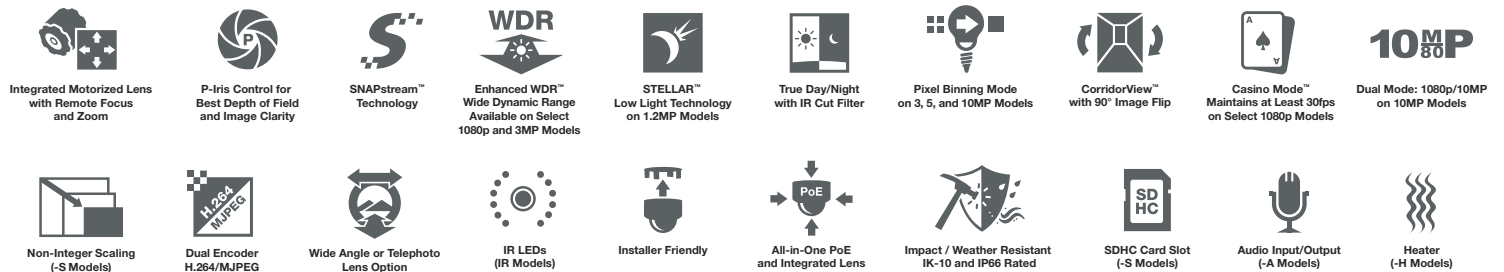 Integrated Motorized Lens
with Remote Focus
and Zoom
P
P-Iris Control for
Best Depth of Field
and Image Clarity
SNAPstream™
Technology
WDR
Enhanced WDR™
Wide Dynamic Range
Available on Select
1080p and 3MP Models
STELLAR™
Low Light Technology
on 1.2MP Models
True Day/Night
with IR Cut Filter
Pixel Binning Mode
on 3, 5, and 10MP Models
CorridorView™
with 90° Image Flip
A
A
Casino Mode™
Maintains at Least 30fps
on Select 1080p Models
10 M/80 P
Dual Mode: 1080p/10MP
on 10MP Models
Non-Integer Scaling
(-S Models)
H.264
MJPEG
Dual Encoder
H.264/MJPEG
Wide Angle or Telephoto
Lens Option
IR LEDs
(IR Models)
Installer Friendly
PoE
All-in-One PoE
and Integrated Lens
Impact / Weather Resistant
IK-10 and IP66 Rated
SD
HC
SDHC Card Slot
(-S Models)
Audio Input/Output
(-A Models)
Heater
(-H Models)